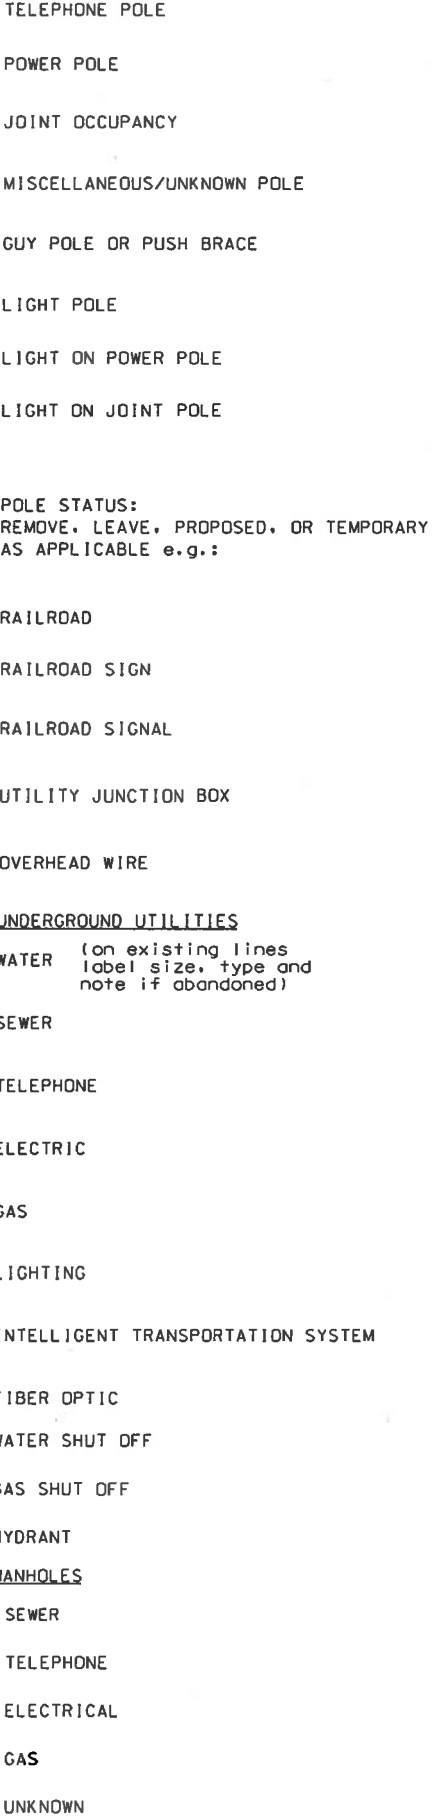 TELEPHONE POLE
POWER POLE
JOINT OCCUPANCY
MISCELLANEOUS/UNKNOWN POLE
GUY POLE OR PUSH BRACE
LIGHT POLE
LIGHT ON POWER POLE
LIGHT ON JOINT POLE
POLE STATUS:
REMOVE, LEAVE, PROPOSED, OR TEMPORARY
AS APPLICABLE e.g.:
RAILROAD
RAILROAD SIGN
RAILROAD SIGNAL
UTILITY JUNCTION BOX
OVERHEAD WIRE
UNDERGROUND UTILITIES
WATER (on existing lines
label size, type and
note if abandoned)
SEWER
TELEPHONE
ELECTRIC
GAS
LIGHTING
INTELLIGENT TRANSPORTATION SYSTEM
FIBER OPTIC
WATER SHUT OFF
GAS SHUT OFF
HYDRANT
MANHOLES
SEWER
TELEPHONE
ELECTRICAL
GAS
UNKNOWN